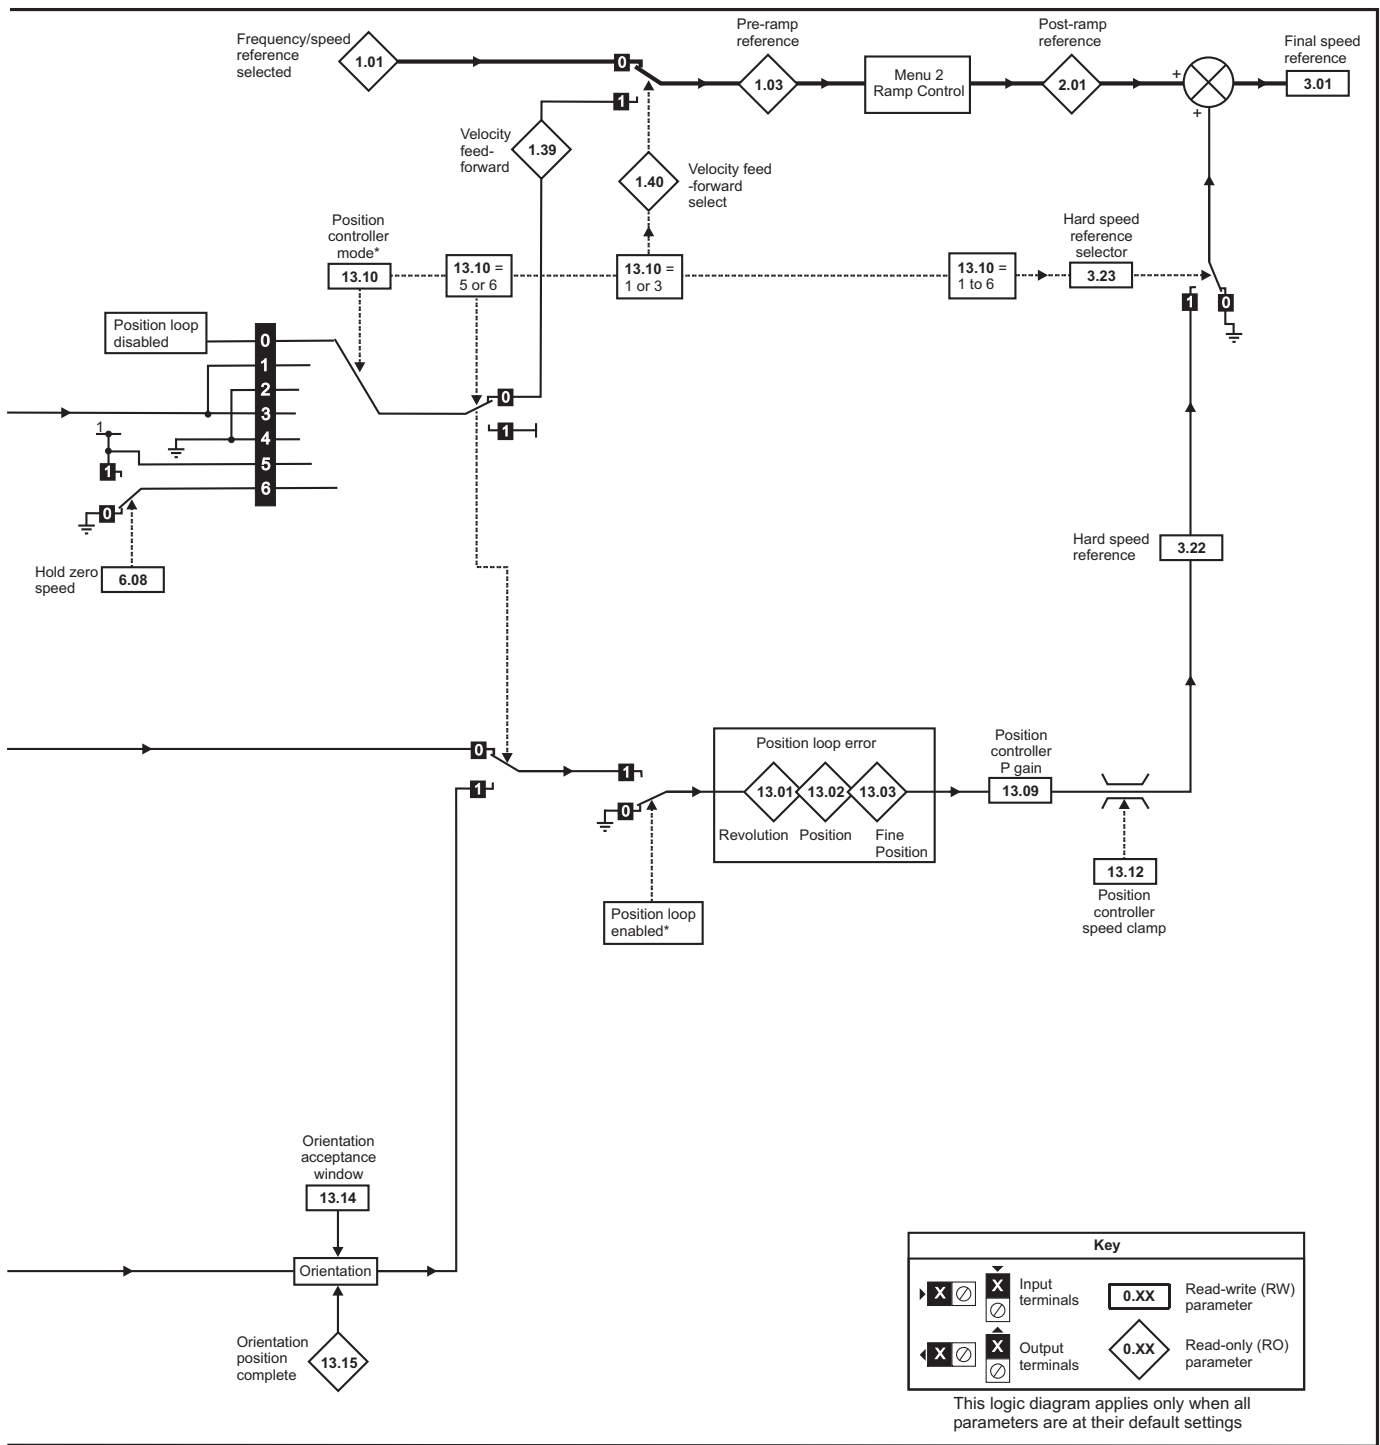 Frequency/speed
reference
selected
1.01
0
Pre-ramp
reference
1.03
Menu 2
Ramp Control
Post-ramp
reference
2.01
+
+
Final speed
reference
3.01
1
Velocity
feed-
forward
1.39
1.40
Velocity feed
-forward
select
Position
controller
mode*
13.10
13.10 =
5 or 6
13.10 =
1 or 3
13.10 =
1 to 6
Hard speed
reference
selector
3.23
1
0
Position loop
disabled
0
1
2
3
4
5
6
0
1
1
1
0
Hold zero
speed
6.08
Hard speed
reference
3.22
0
1
1
0
Position loop
enabled*
Position loop error
13.01
13.02
13.03
Revolution
Position
Fine
Position
Position
controller
P gain
13.09
13.12
Position
controller
speed clamp
Orientation
acceptance
window
13.14
Orientation
Orientation
position
complete
13.15
Key
X
X
Input
terminals
0.XX
Read-write (RW)
parameter
X
X
Output
terminals
0.XX
Read-only (RO)
parameter
This logic diagram applies only when all
parameters are at their default settings